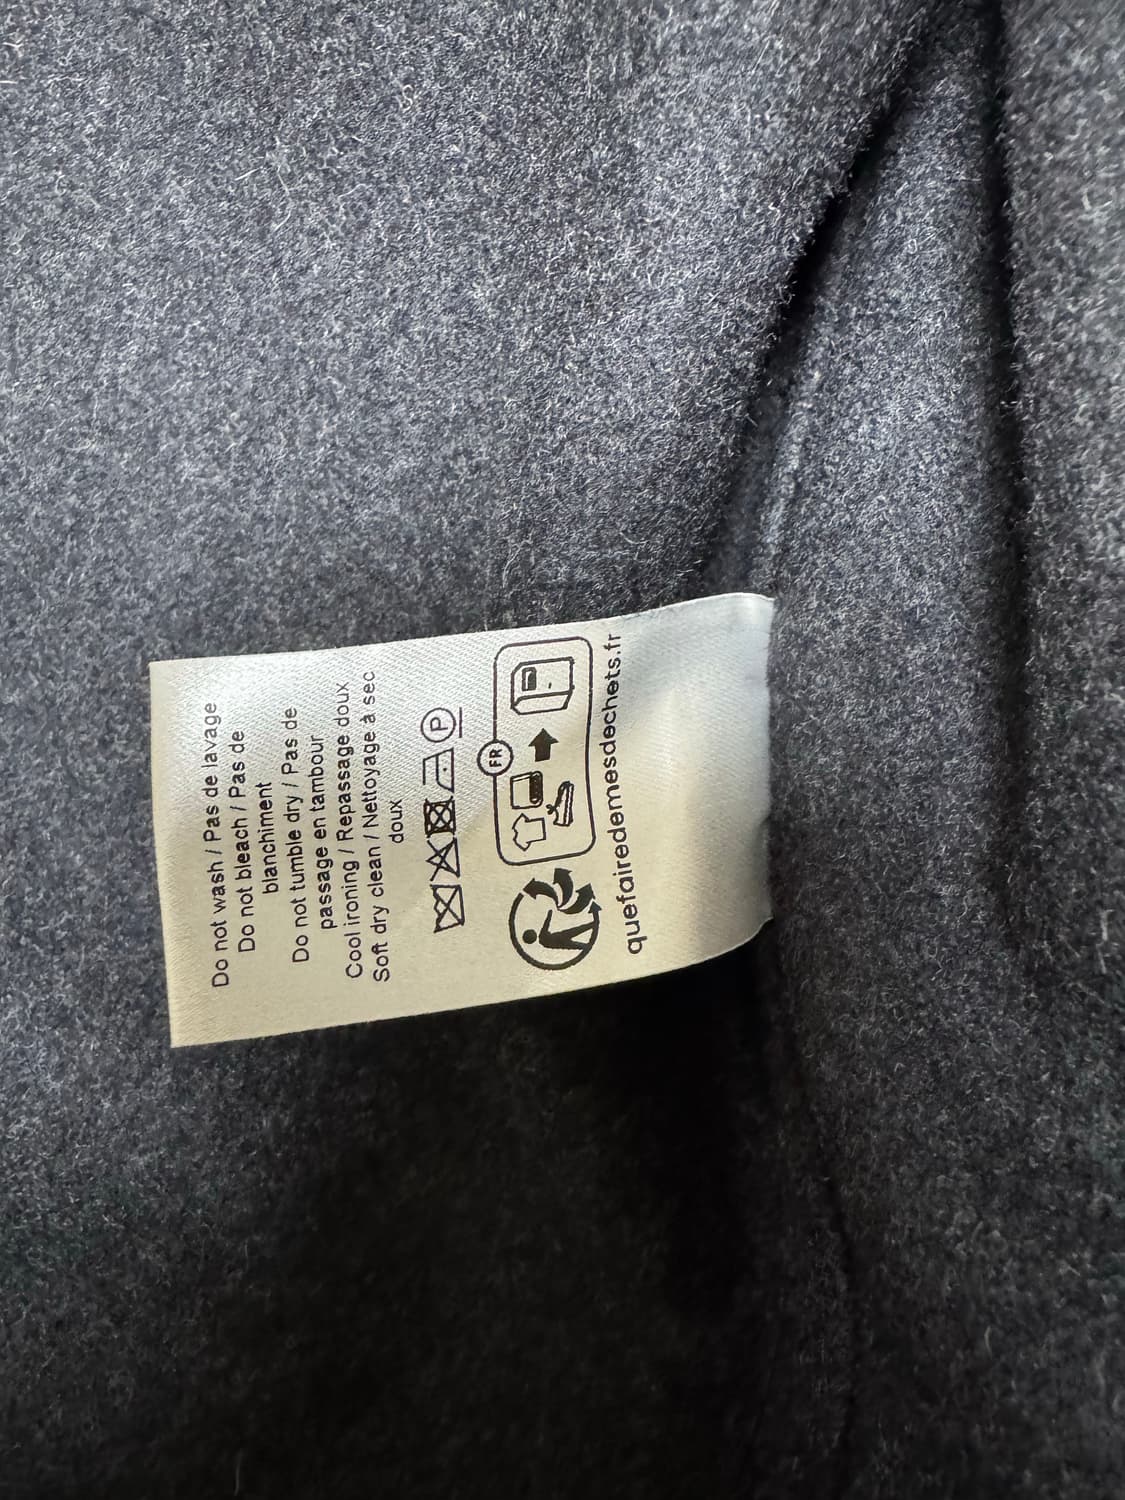 Do not wash / Pas de lavage
Do not bleach / Pas de
blanchiment
Do not tumble dry / Pas de
passage en tambour
Cool ironing / Repassage doux
Soft dry clean / Nettoyage à sec
doux
P
FR
quefairedemesdechets.fr